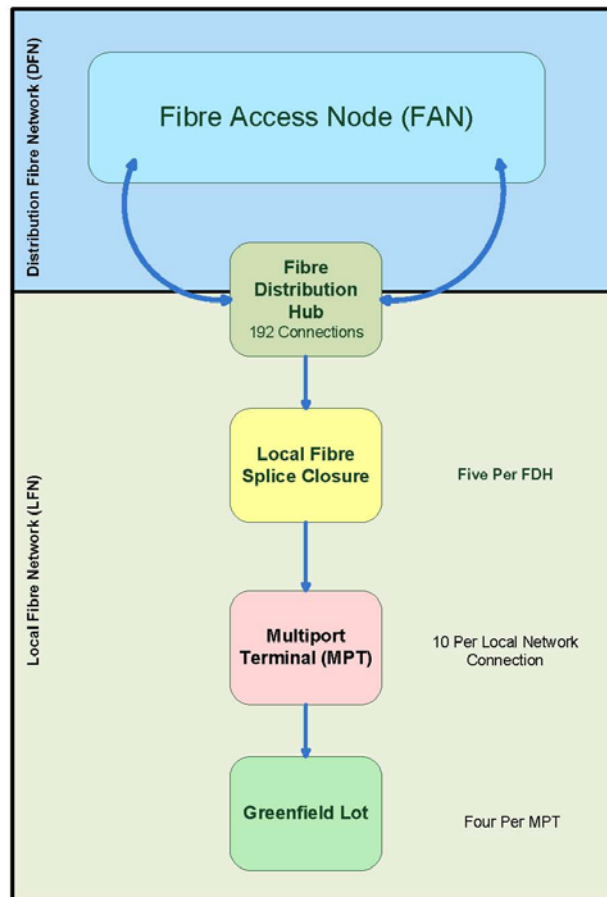 Distribution Fibre Network (DFN)
Fibre Access Node (FAN)
Fibre
Distribution
Hub
192 Connections
Local Fibre Network (LFN)
Local Fibre
Splice Closure
Five Per FDH
Multiport
Terminal (MPT)
10 Per Local Network
Connection
Greenfield Lot
Four Per MPT